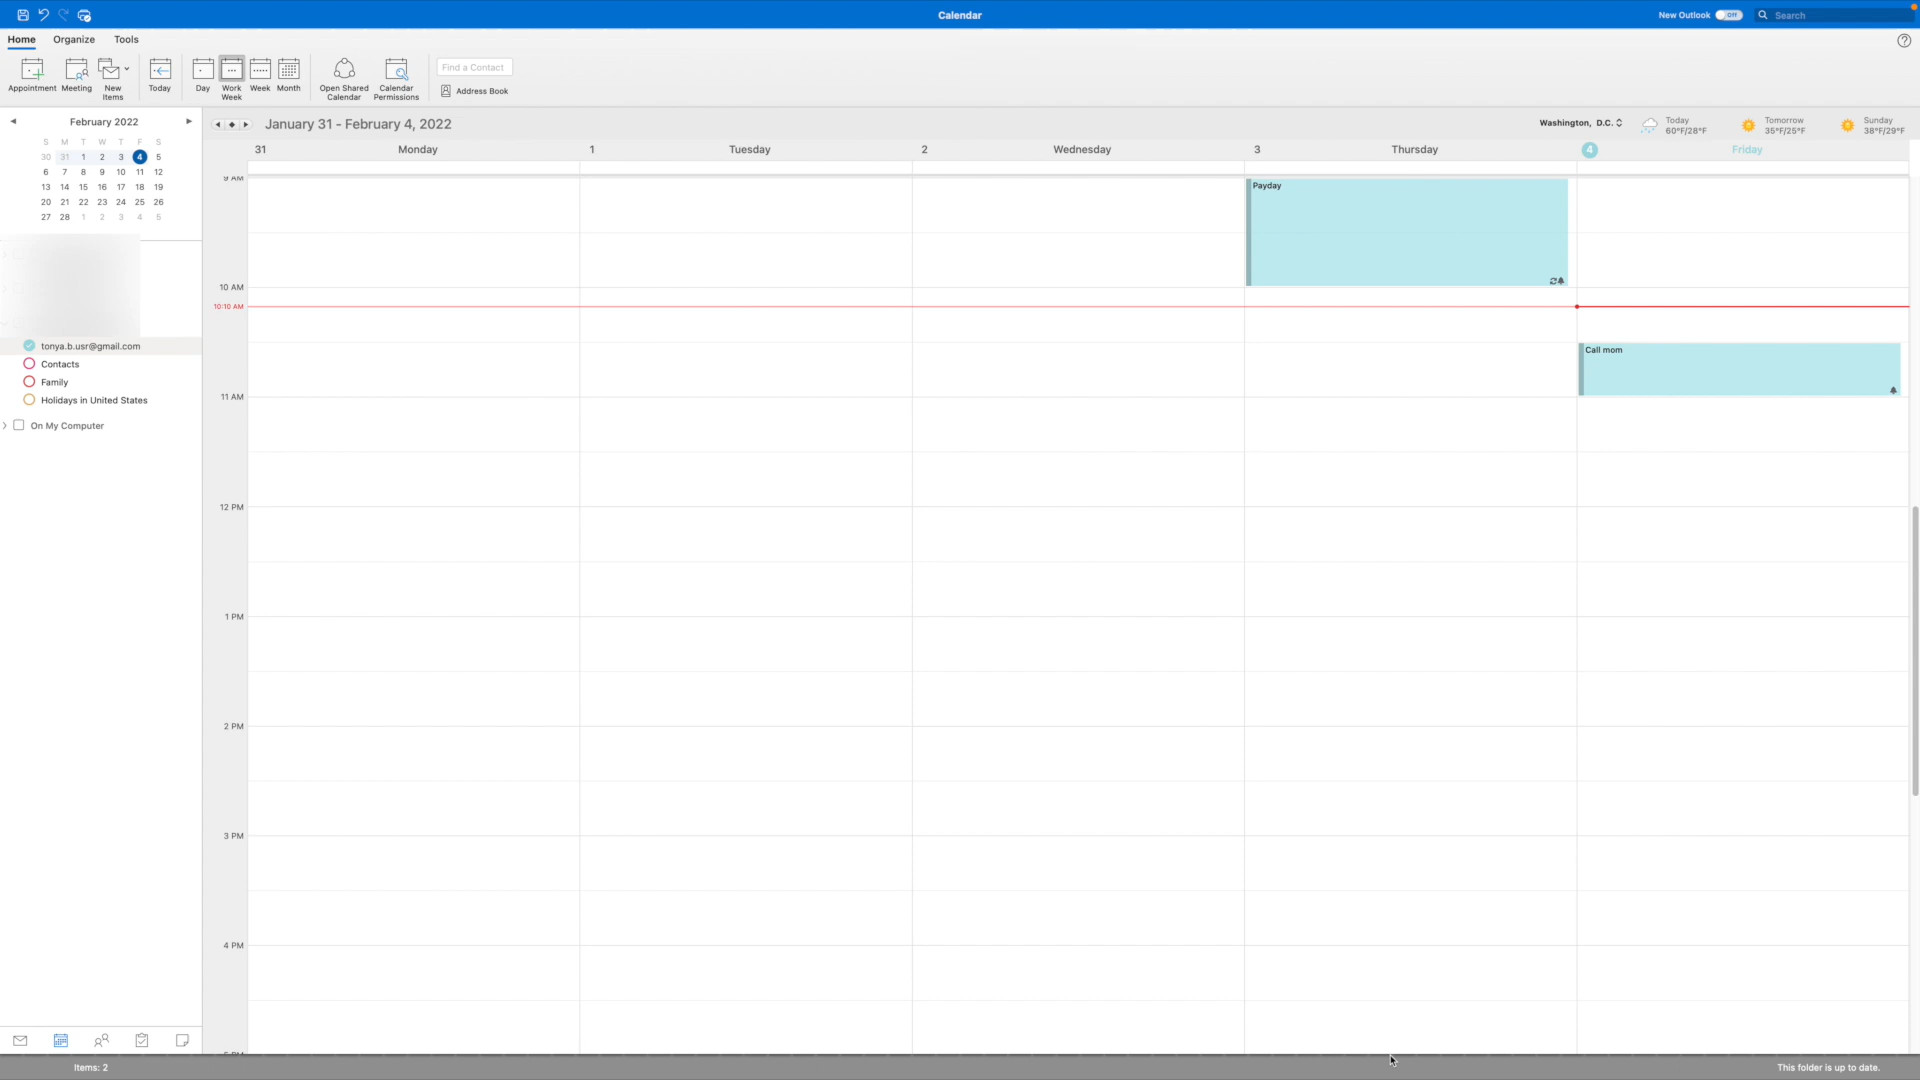 Calendar
New Outlook Off
Search
Home Organize Tools
Appointment
Meeting
New Items
Today
Day
Work Week
Week
Month
Open Shared Calendar
Calendar Permissions
Find a Contact
Address Book
February 2022
S M T W T F S
30 31 1 2 3 4 5
6 7 8 9 10 11 12
13 14 15 16 17 18 19
20 21 22 23 24 25 26
27 28 1 2 3 4 5
tonya.b.usr@gmail.com
Contacts
Family
Holidays in United States
On My Computer
January 31 - February 4, 2022
Washington, D.C.
Today
60°F/28°F
Tomorrow
35°F/25°F
Sunday
38°F/29°F
31 Monday 1 Tuesday 2 Wednesday 3 Thursday 4 Friday
9 AM
Payday
10 AM
10:10 AM
Call mom
11 AM
12 PM
1 PM
2 PM
3 PM
4 PM
5 PM
Items: 2
This folder is up to date.